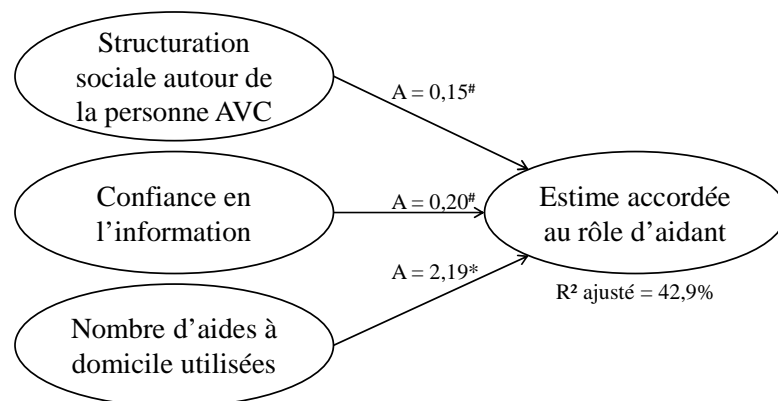 Structuration
sociale autour de
la personne AVC
A = 0,15#
Confiance en
l'information
A = 0,20#
Estime accordée
au rôle d'aidant
A = 2,19*
R² ajusté = 42,9%
Nombre d'aides à
domicile utilisées